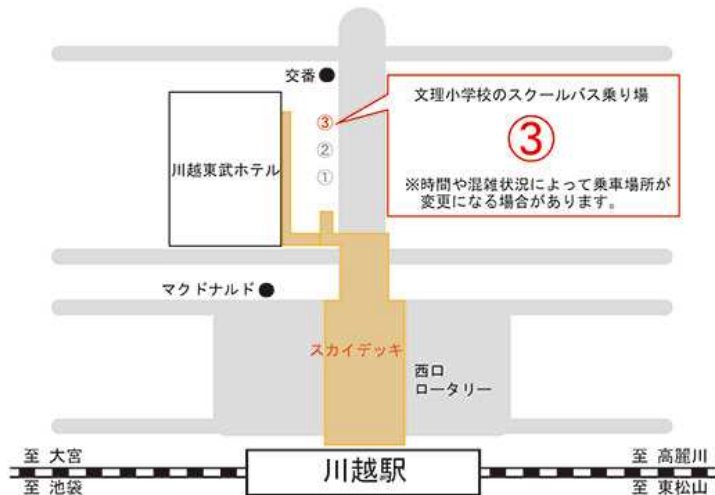 交番
文理小学校のスクールバス乗り場
③
③
※時間や混雑状況によって乗車場所が
変更になる場合があります。
②
川越東武ホテル
①
マクドナルド
スカイデッキ
西口
ロータリー
至 大宮
至 池袋
川越駅
至 高麗川
至 東松山